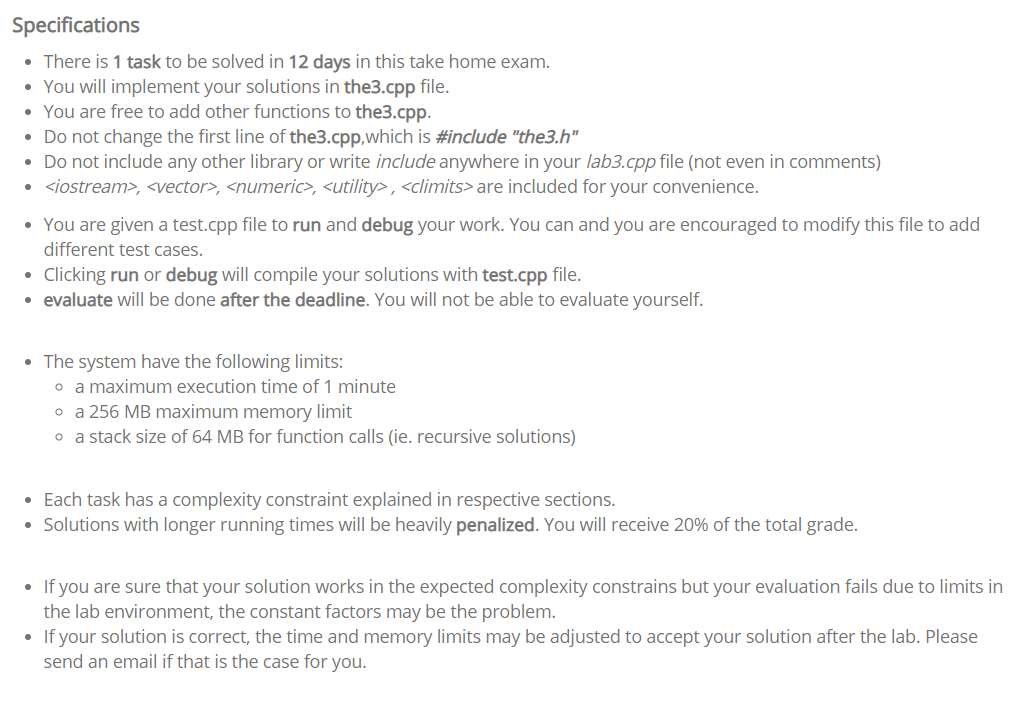 Specifications
There is 1 task to be solved in 12 days in this take home exam.
You will implement your solutions in the3.cpp file.
You are free to add other functions to the3.cpp.
Do not change the first line of the3.cpp,which is #include "the3.h"
Do not include any other library or write include anywhere in your lab3.cpp file (not even in comments)
<iostream>, <vector>, <numeric>, <utility> , <climits> are included for your convenience.
You are given a test.cpp file to run and debug your work. You can and you are encouraged to modify this file to add
different test cases.
Clicking run or debug will compile your solutions with test.cpp file.
evaluate will be done after the deadline. You will not be able to evaluate yourself.
The system have the following limits:
a maximum execution time of 1 minute
a 256 MB maximum memory limit
a stack size of 64 MB for function calls (ie. recursive solutions)
Each task has a complexity constraint explained in respective sections.
Solutions with longer running times will be heavily penalized. You will receive 20% of the total grade.
If you are sure that your solution works in the expected complexity constrains but your evaluation fails due to limits in
the lab environment, the constant factors may be the problem.
If your solution is correct, the time and memory limits may be adjusted to accept your solution after the lab. Please
send an email if that is the case for you.